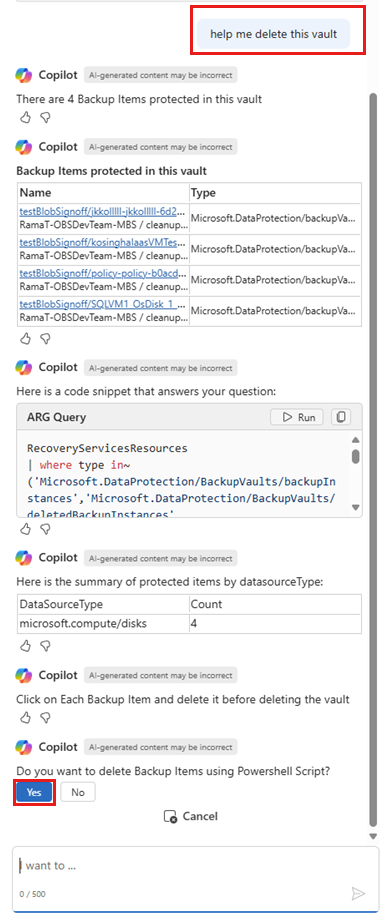 help me delete this vault
Copilot AI-generated content may be incorrect
There are 4 Backup Items protected in this vault
Copilot AI-generated content may be incorrect
Backup Items protected in this vault
Name Type
testBlobSignoff/jkkolllll-jkkolllll-6d2... Microsoft.DataProtection/backupVa...
RamaT-OBSDevTeam-MBS / cleanup...
testBlobSignoff/kosinghaIaasVMTes... Microsoft.DataProtection/backupVa...
RamaT-OBSDevTeam-MBS / cleanup...
testBlobSignoff/policy-policy-b0acd... Microsoft.DataProtection/backupVa...
RamaT-OBSDevTeam-MBS / cleanup...
testBlobSignoff/SQLVM1_OsDisk_1_... Microsoft.DataProtection/backupVa...
RamaT-OBSDevTeam-MBS / cleanup...
Copilot AI-generated content may be incorrect
Here is a code snippet that answers your question:
ARG Query Run
RecoveryServicesResources
| where type in~
('Microsoft.DataProtection/BackupVaults/backupIn
stances','Microsoft.DataProtection/BackupVaults/
deletedBackupInstances'
Copilot AI-generated content may be incorrect
Here is the summary of protected items by datasourceType:
DataSourceType Count
microsoft.compute/disks 4
Copilot AI-generated content may be incorrect
Click on Each Backup Item and delete it before deleting the vault
Copilot AI-generated content may be incorrect
Do you want to delete Backup Items using Powershell Script?
Yes No
Cancel
I want to ...
0 / 500